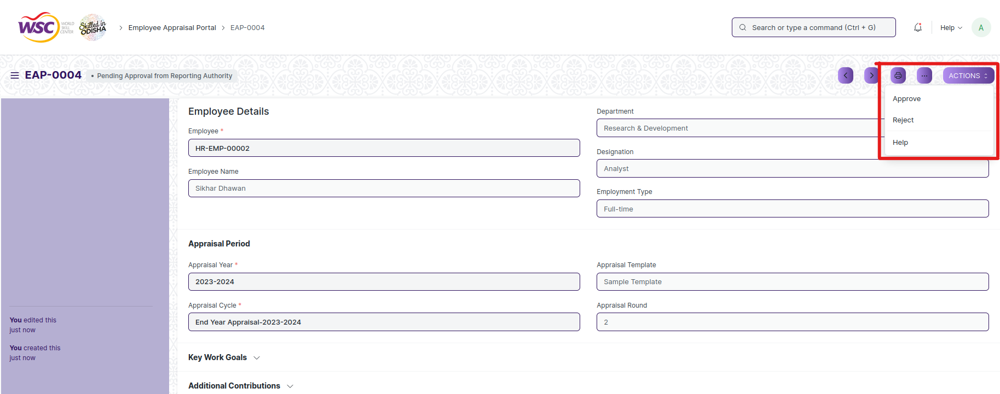 WSC
WORLD
SKILL
CENTER
Skilled in
ODISHA
Employee Appraisal Portal
EAP-0004
Search or type a command (Ctrl + G)
Help
A
EAP-0004
Pending Approval from Reporting Authority
ACTIONS
Approve
Reject
Help
Employee Details
Employee *
HR-EMP-00002
Employee Name
Sikhar Dhawan
Department
Research & Development
Designation
Analyst
Employment Type
Full-time
Appraisal Period
Appraisal Year *
2023-2024
Appraisal Cycle *
End Year Appraisal-2023-2024
Appraisal Template
Sample Template
Appraisal Round
2
Key Work Goals
Additional Contributions
You edited this
just now
You created this
just now